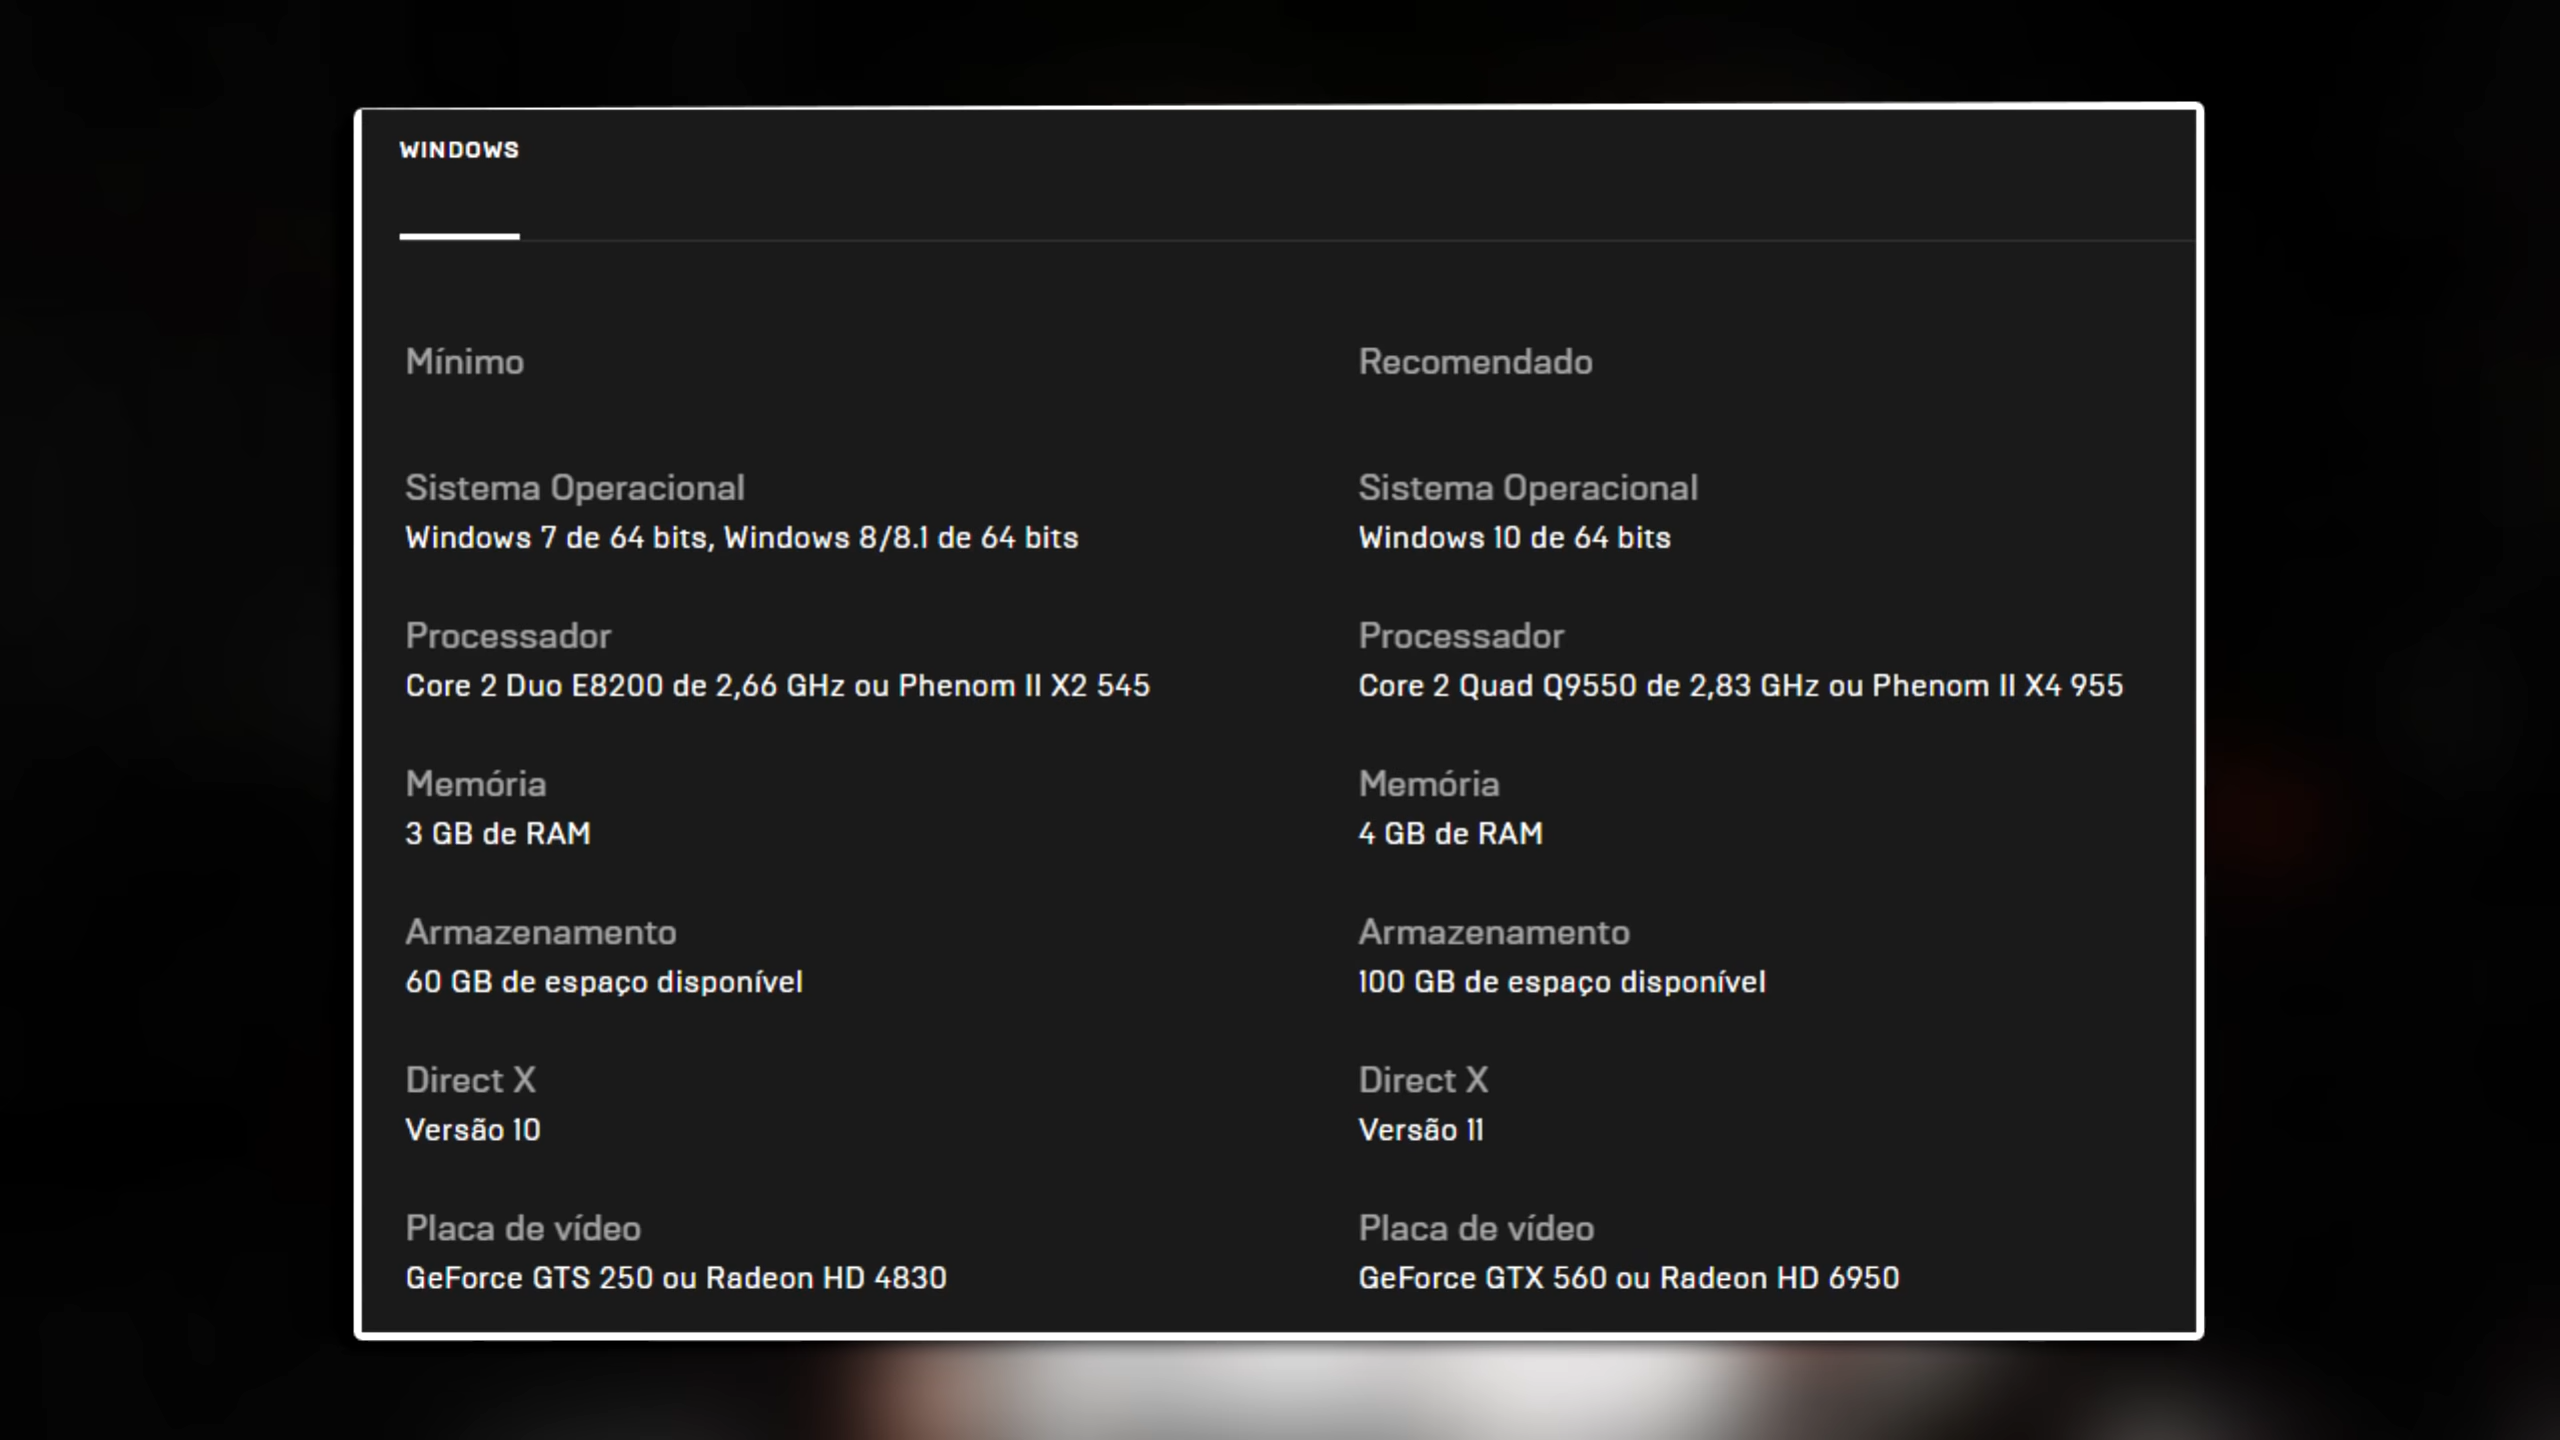 WINDOWS
Mínimo
Sistema Operacional
Windows 7 de 64 bits, Windows 8/8.1 de 64 bits
Processador
Core 2 Duo E8200 de 2,66 GHz ou Phenom II X2 545
Memória
3 GB de RAM
Armazenamento
60 GB de espaço disponível
Direct X
Versão 10
Placa de vídeo
GeForce GTS 250 ou Radeon HD 4830
Recomendado
Sistema Operacional
Windows 10 de 64 bits
Processador
Core 2 Quad Q9550 de 2,83 GHz ou Phenom II X4 955
Memória
4 GB de RAM
Armazenamento
100 GB de espaço disponível
Direct X
Versão 11
Placa de vídeo
GeForce GTX 560 ou Radeon HD 6950